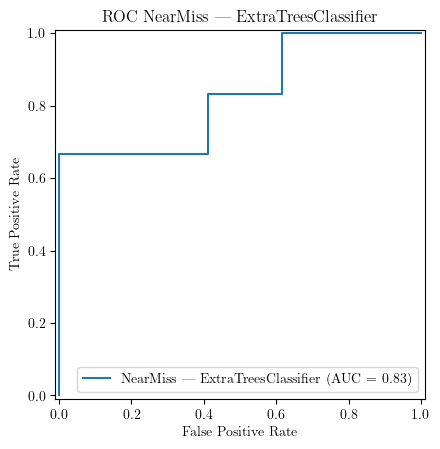 ROC NearMiss — ExtraTreesClassifier
1.0
0.8
0.6
0.4
0.2
0.0
True Positive Rate
NearMiss — ExtraTreesClassifier (AUC = 0.83)
0.0 0.2 0.4 0.6 0.8 1.0
False Positive Rate